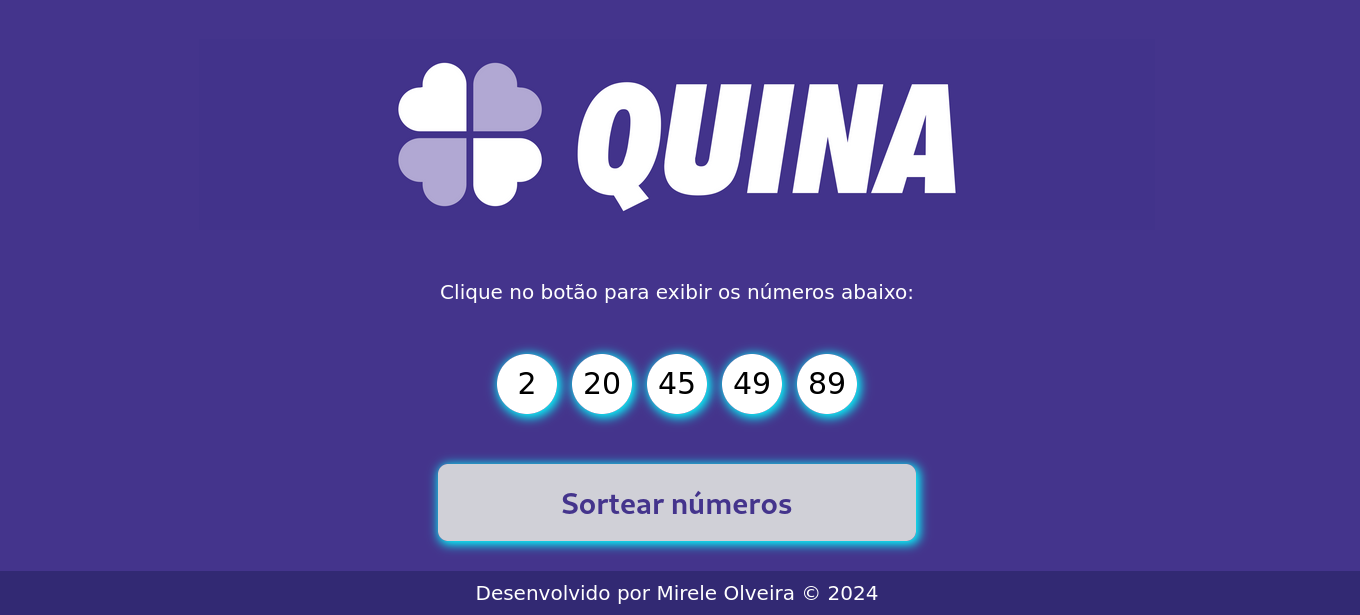 QUINA
Clique no botão para exibir os números abaixo:
2 20 45 49 89
Sortear números
Desenvolvido por Mirele Olveira © 2024